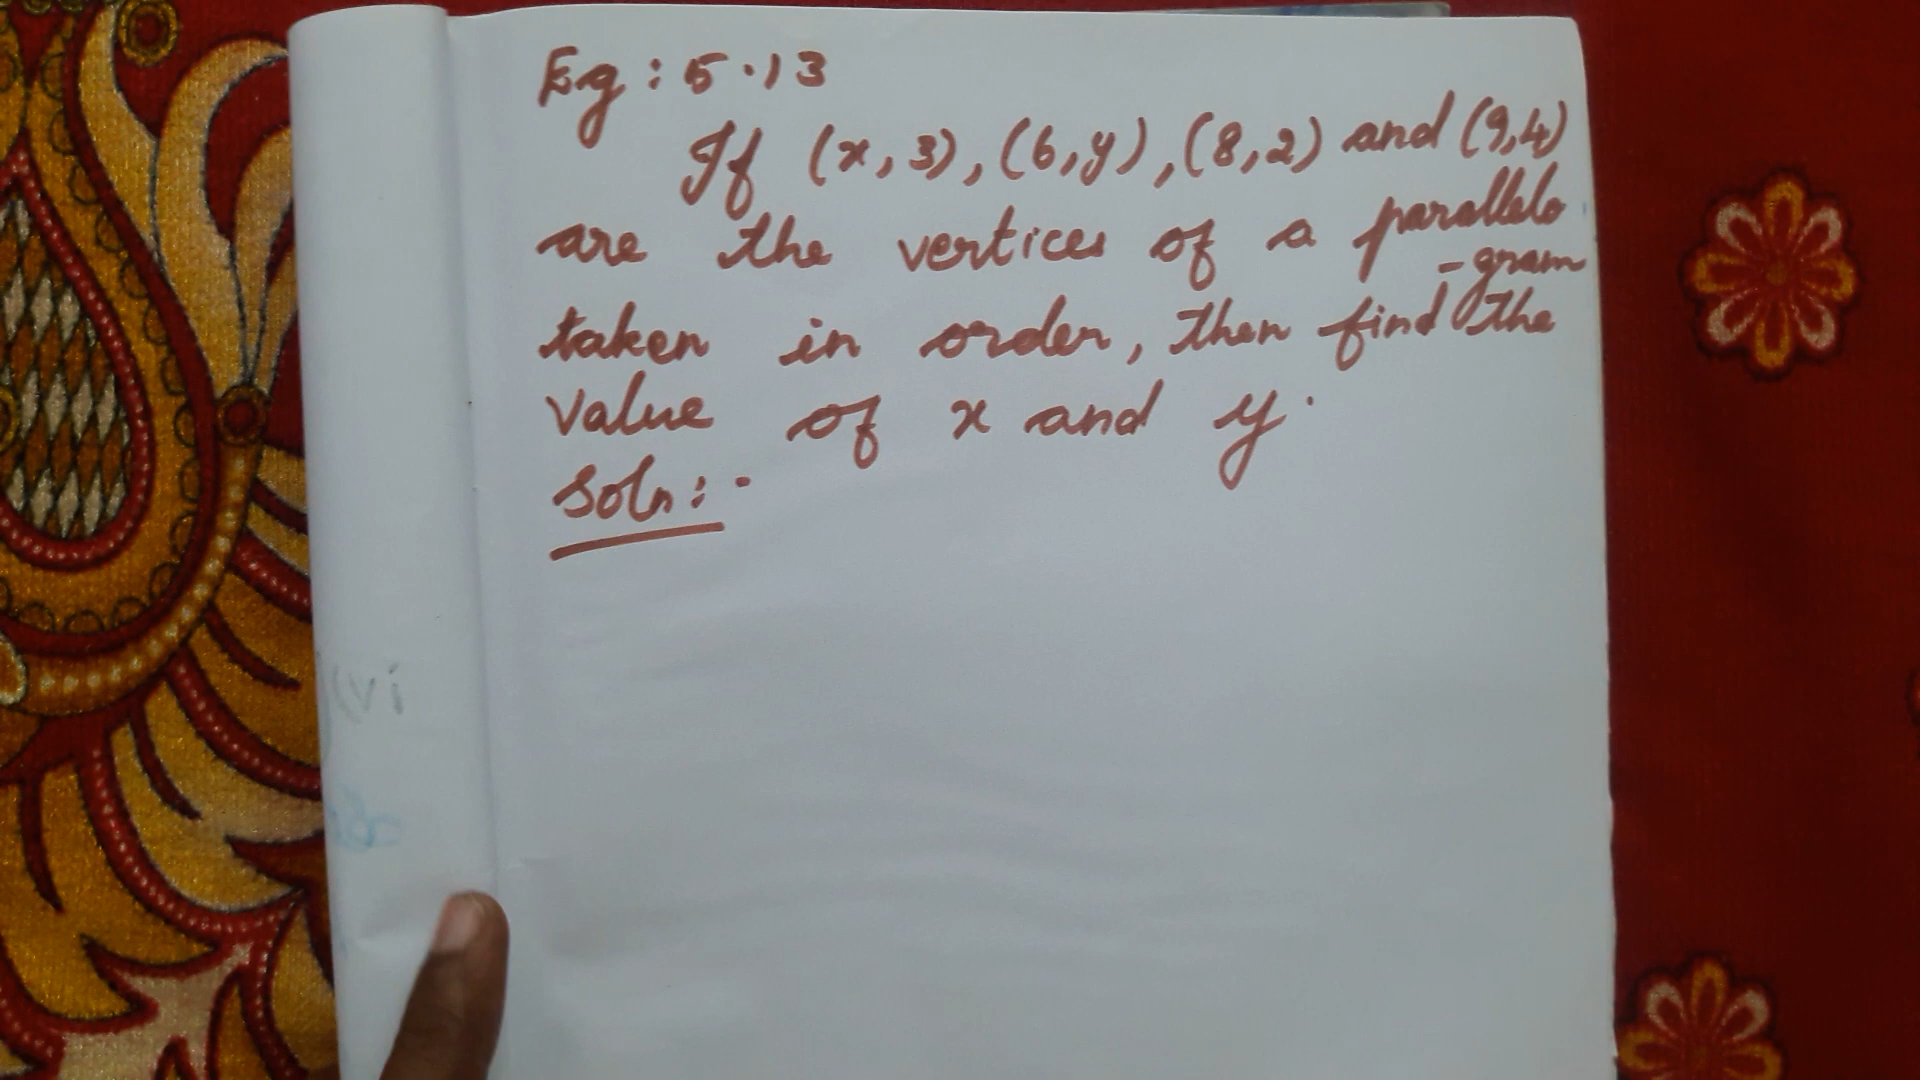 Eg : 5.13
If (x, 3), (6, y), (8, 2) and (9, 4)
are the vertices of a parallelo
-gram
taken in order, then find the
value of x and y.
Soln: -
iv)